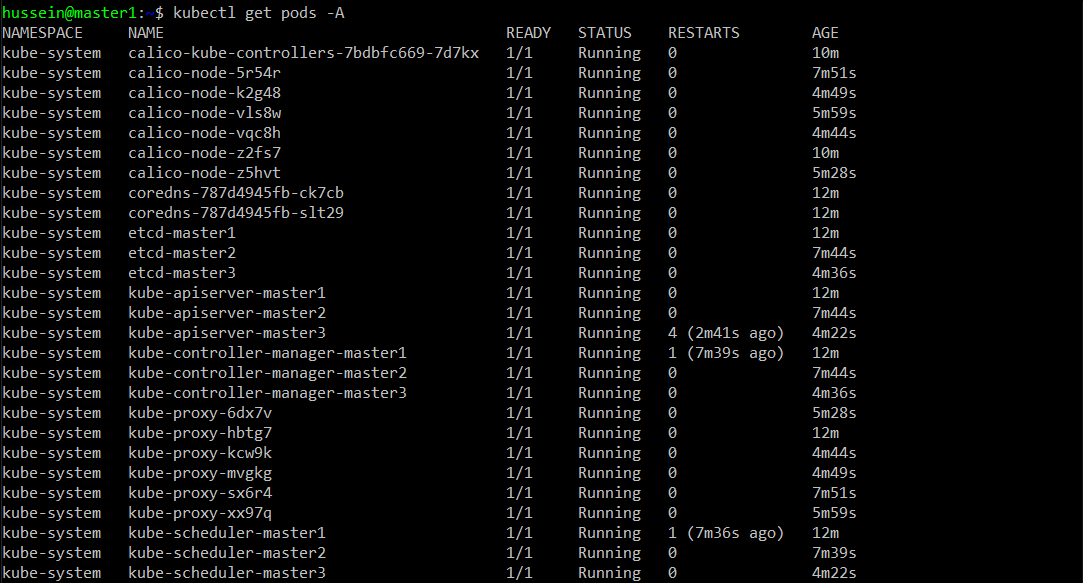 hussein@master1:~$ kubectl get pods -A
NAMESPACE     NAME                                      READY   STATUS    RESTARTS        AGE
kube-system   calico-kube-controllers-7bdbfc669-7d7kx   1/1     Running   0               10m
kube-system   calico-node-5r54r                         1/1     Running   0               7m51s
kube-system   calico-node-k2g48                         1/1     Running   0               4m49s
kube-system   calico-node-vls8w                         1/1     Running   0               5m59s
kube-system   calico-node-vqc8h                         1/1     Running   0               4m44s
kube-system   calico-node-z2fs7                         1/1     Running   0               10m
kube-system   calico-node-z5hvt                         1/1     Running   0               5m28s
kube-system   coredns-787d4945fb-ck7cb                  1/1     Running   0               12m
kube-system   coredns-787d4945fb-slt29                  1/1     Running   0               12m
kube-system   etcd-master1                              1/1     Running   0               12m
kube-system   etcd-master2                              1/1     Running   0               7m44s
kube-system   etcd-master3                              1/1     Running   0               4m36s
kube-system   kube-apiserver-master1                    1/1     Running   0               12m
kube-system   kube-apiserver-master2                    1/1     Running   0               7m44s
kube-system   kube-apiserver-master3                    1/1     Running   4 (2m41s ago)   4m22s
kube-system   kube-controller-manager-master1           1/1     Running   1 (7m39s ago)   12m
kube-system   kube-controller-manager-master2           1/1     Running   0               7m44s
kube-system   kube-controller-manager-master3           1/1     Running   0               4m36s
kube-system   kube-proxy-6dx7v                          1/1     Running   0               5m28s
kube-system   kube-proxy-hbtg7                          1/1     Running   0               12m
kube-system   kube-proxy-kcw9k                          1/1     Running   0               4m44s
kube-system   kube-proxy-mvgkg                          1/1     Running   0               4m49s
kube-system   kube-proxy-sx6r4                          1/1     Running   0               7m51s
kube-system   kube-proxy-xx97q                          1/1     Running   0               5m59s
kube-system   kube-scheduler-master1                    1/1     Running   1 (7m36s ago)   12m
kube-system   kube-scheduler-master2                    1/1     Running   0               7m39s
kube-system   kube-scheduler-master3                    1/1     Running   0               4m22s